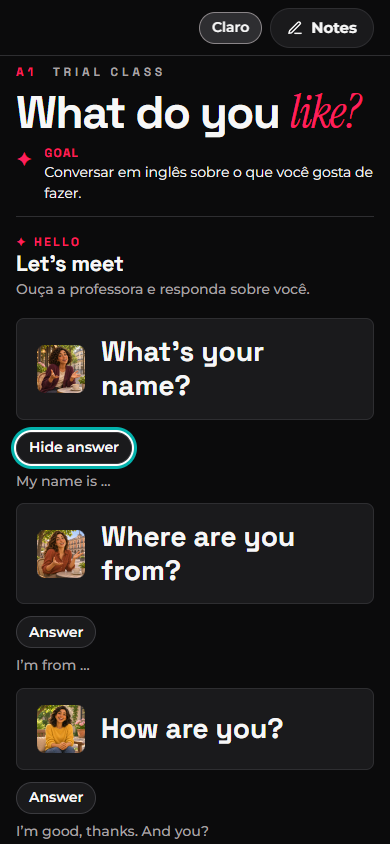 Claro
Notes
A1 TRIAL CLASS
What do you like?
GOAL
Conversar em inglês sobre o que você gosta de
fazer.
HELLO
Let's meet
Ouça a professora e responda sobre você.
What's your
name?
Hide answer
My name is ...
Where are you
from?
Answer
I'm from ...
How are you?
Answer
I'm good, thanks. And you?